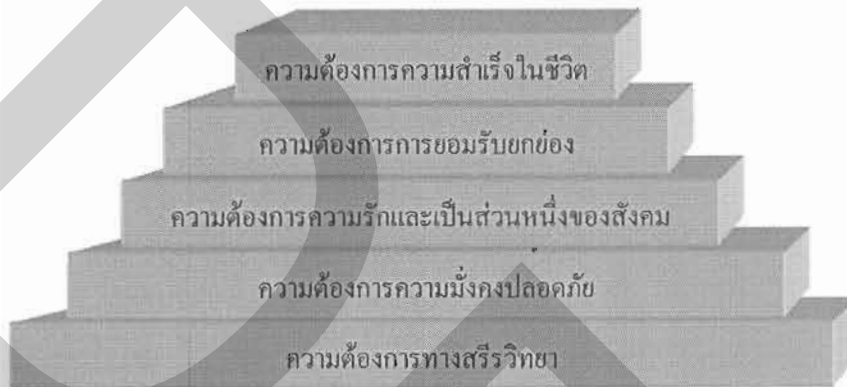 ความต้องการความสำเร็จในชีวิต
ความต้องการการยอมรับยกย่อง
ความต้องการความรักและเป็นส่วนหนึ่งของสังคม
ความต้องการความมั่งคงปลอดภัย
ความต้องการทางสรีรวิทยา